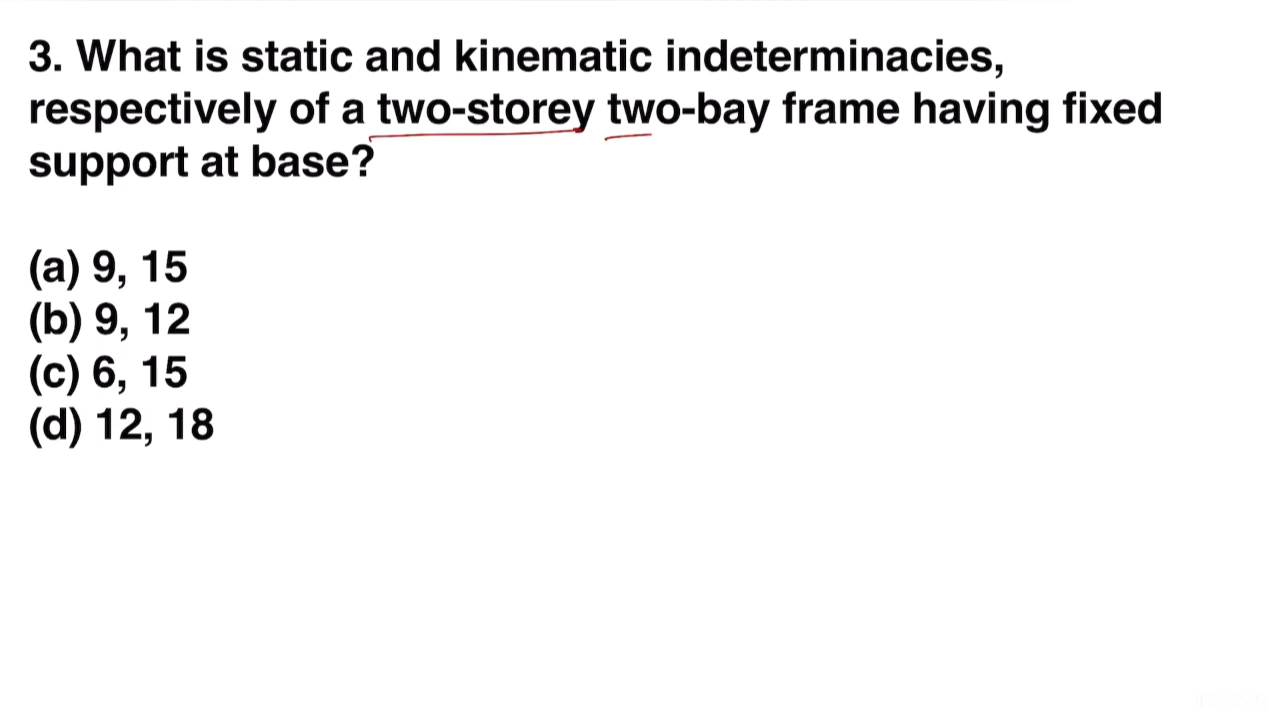 3. What is static and kinematic indeterminacies,
respectively of a two-storey two-bay frame having fixed
support at base?
(a) 9, 15
(b) 9, 12
(c) 6, 15
(d) 12, 18